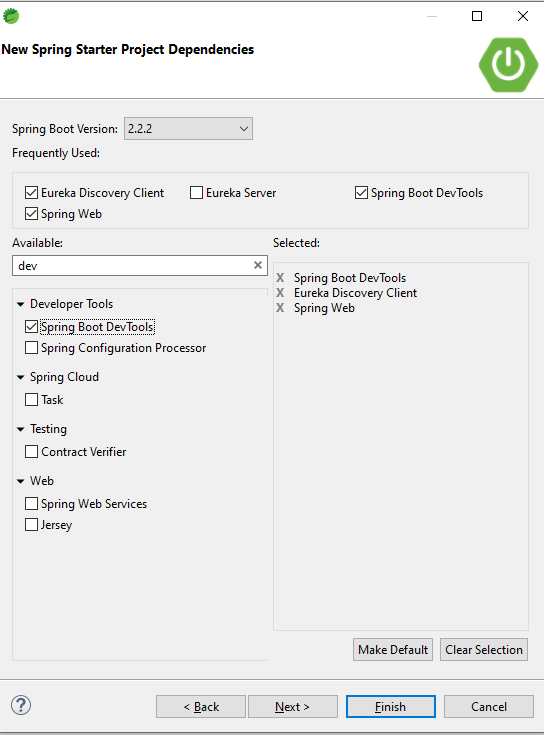 New Spring Starter Project Dependencies
Spring Boot Version: 2.2.2
Frequently Used:
Eureka Discovery Client Eureka Server Spring Boot DevTools
Spring Web
Available: Selected:
dev
X Spring Boot DevTools
X Eureka Discovery Client
X Spring Web
Developer Tools
Spring Boot DevTools
Spring Configuration Processor
Spring Cloud
Task
Testing
Contract Verifier
Web
Spring Web Services
Jersey
Make Default Clear Selection
? < Back Next > Finish Cancel